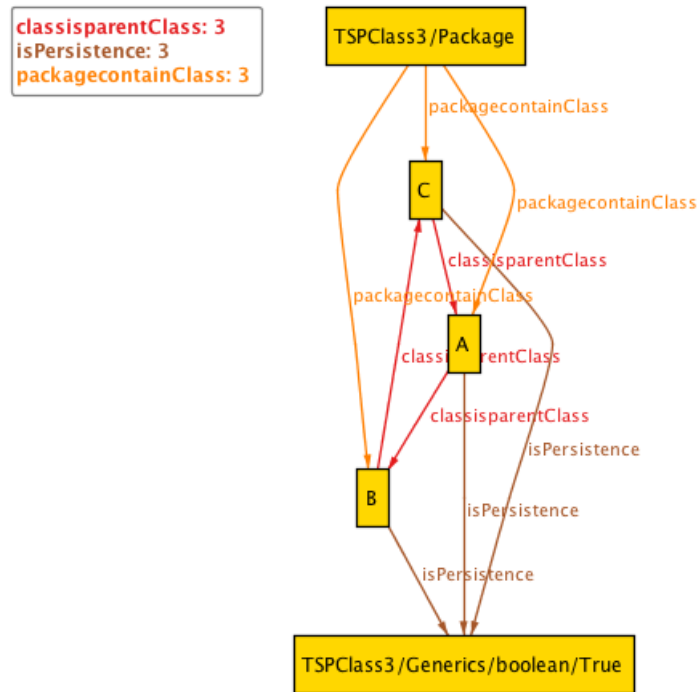 classisparentClass: 3
isPersistence: 3
packagecontainClass: 3
TSPClass3/Package
packagecontainClass
C
packagecontainClass
classisparentClass
packagecontainClass
A
classisparentClass
classisparentClass
isPersistence
B
isPersistence
isPersistence
TSPClass3/Generics/boolean/True